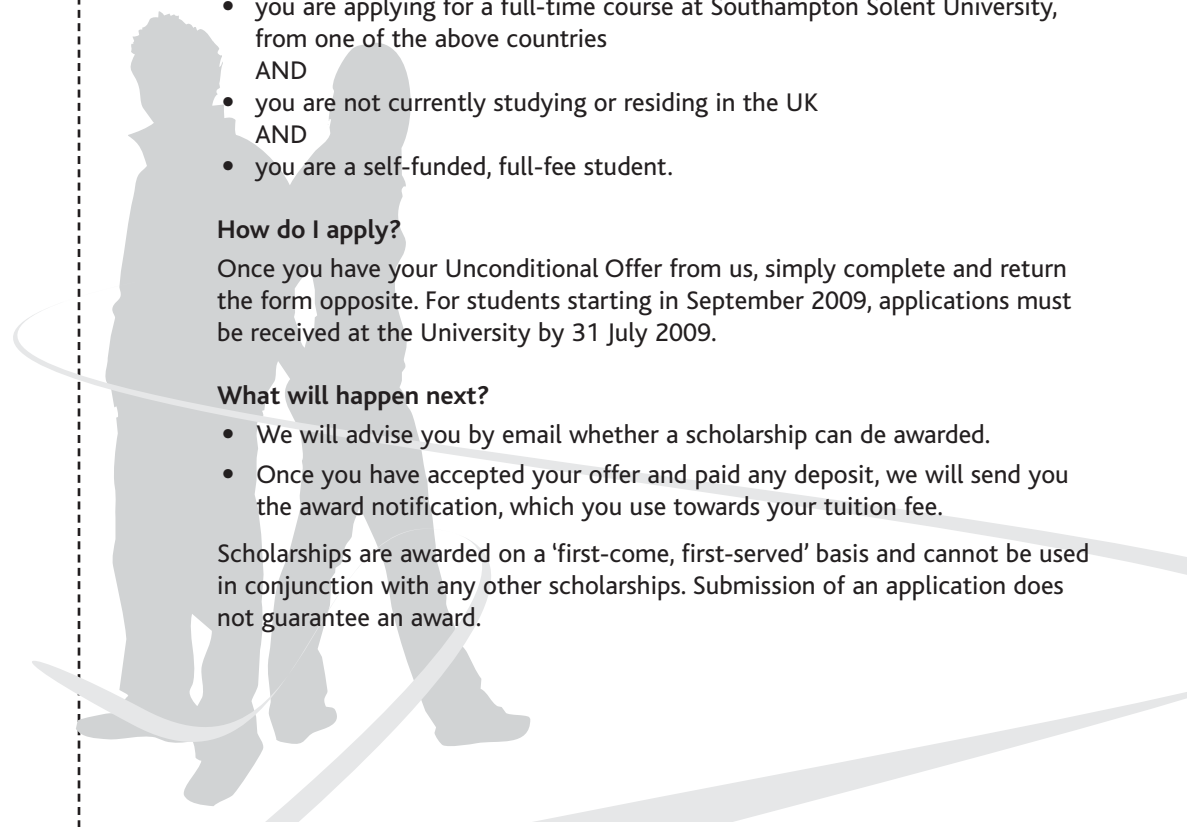 • you are applying for a full-time course at Southampton Solent University,
from one of the above countries
AND
• you are not currently studying or residing in the UK
AND
• you are a self-funded, full-fee student.
How do I apply?
Once you have your Unconditional Offer from us, simply complete and return
the form opposite. For students starting in September 2009, applications must
be received at the University by 31 July 2009.
What will happen next?
• We will advise you by email whether a scholarship can de awarded.
• Once you have accepted your offer and paid any deposit, we will send you
the award notification, which you use towards your tuition fee.
Scholarships are awarded on a ‘first-come, first-served’ basis and cannot be used
in conjunction with any other scholarships. Submission of an application does
not guarantee an award.